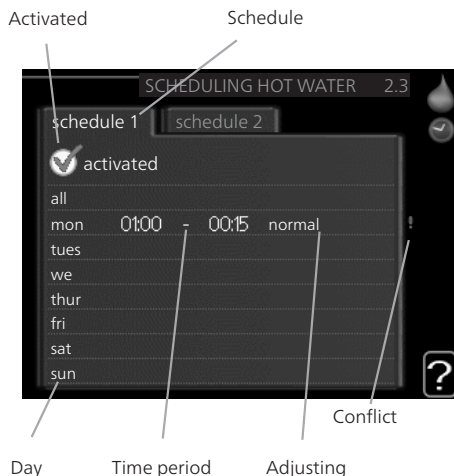 Activated Schedule
SCHEDULING HOT WATER 2.3
schedule 1 schedule 2
activated
all
mon 01:00 - 00:15 normal !
tues
we
thur
fri
sat
sun
?
Conflict
Day Time period Adjusting